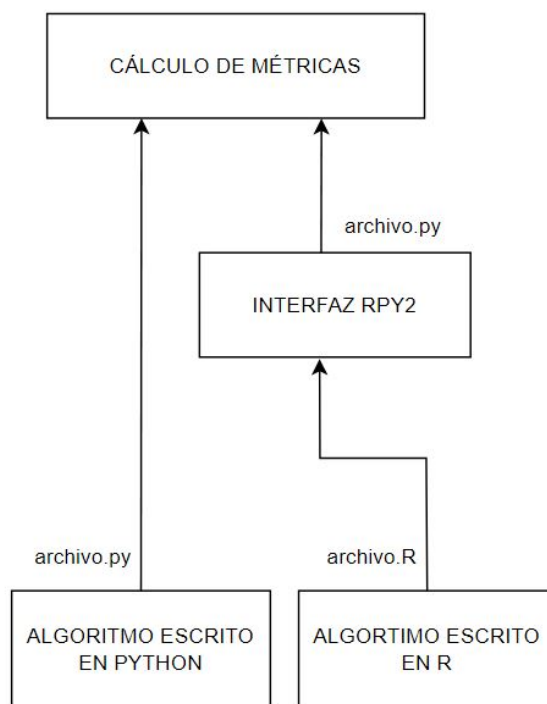 CÁLCULO DE MÉTRICAS
archivo.py
INTERFAZ RPY2
archivo.py
archivo.R
ALGORITMO ESCRITO
EN PYTHON
ALGORTIMO ESCRITO
EN R